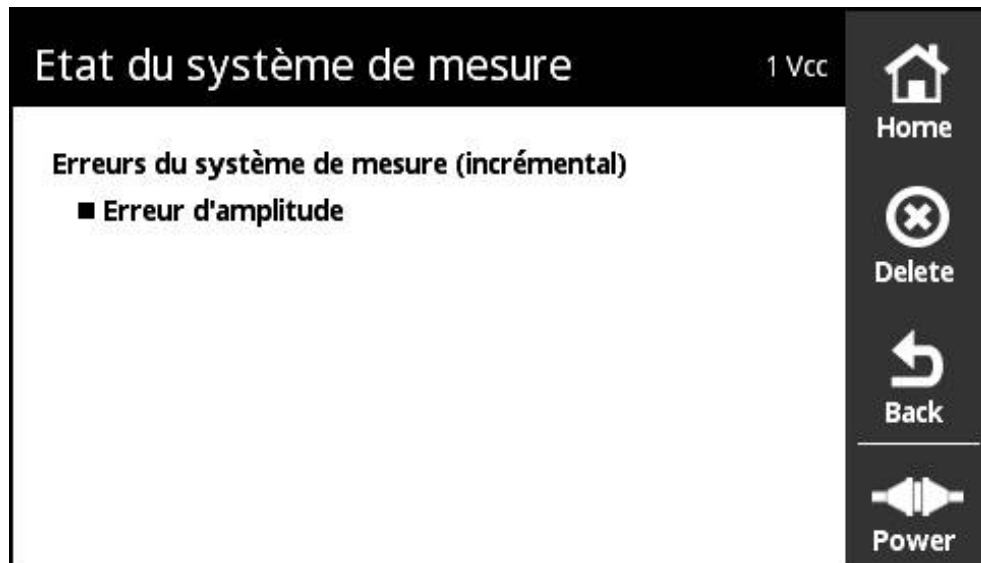 Etat du système de mesure
1 Vcc
Home
Erreurs du système de mesure (incrémental)
■ Erreur d'amplitude
Delete
Back
Power